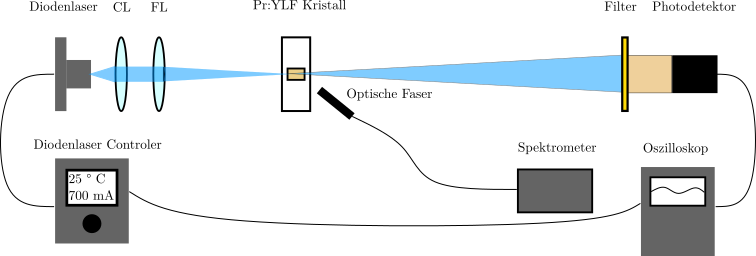 Diodenlaser CL FL Pr:YLF Kristall Filter Photodetektor
Optische Faser
Diodenlaser Controler Spektrometer Oszilloskop
25 ° C
700 mA